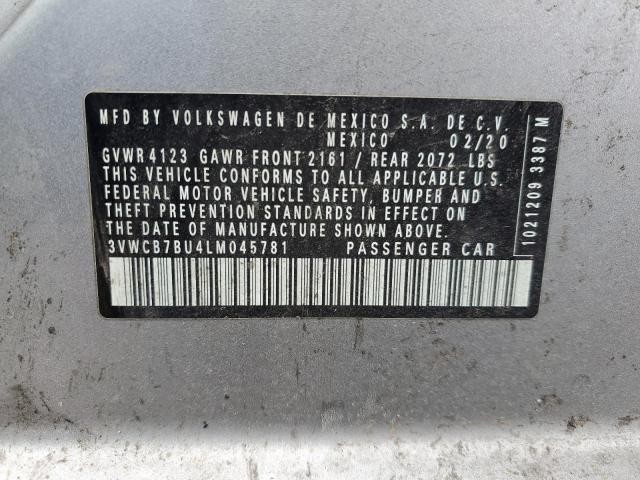 MFD BY VOLKSWAGEN DE MEXICO S.A. DE C.V.
MEXICO 02/20
GVWR 4123 GAWR FRONT 2161 / REAR 2072 LBS
THIS VEHICLE CONFORMS TO ALL APPLICABLE U.S.
FEDERAL MOTOR VEHICLE SAFETY, BUMPER AND
THEFT PREVENTION STANDARDS IN EFFECT ON
THE DATE OF MANUFACTURE SHOWN ABOVE.
3VWCB7BU4LM045781 PASSENGER CAR
1021209 3387 M